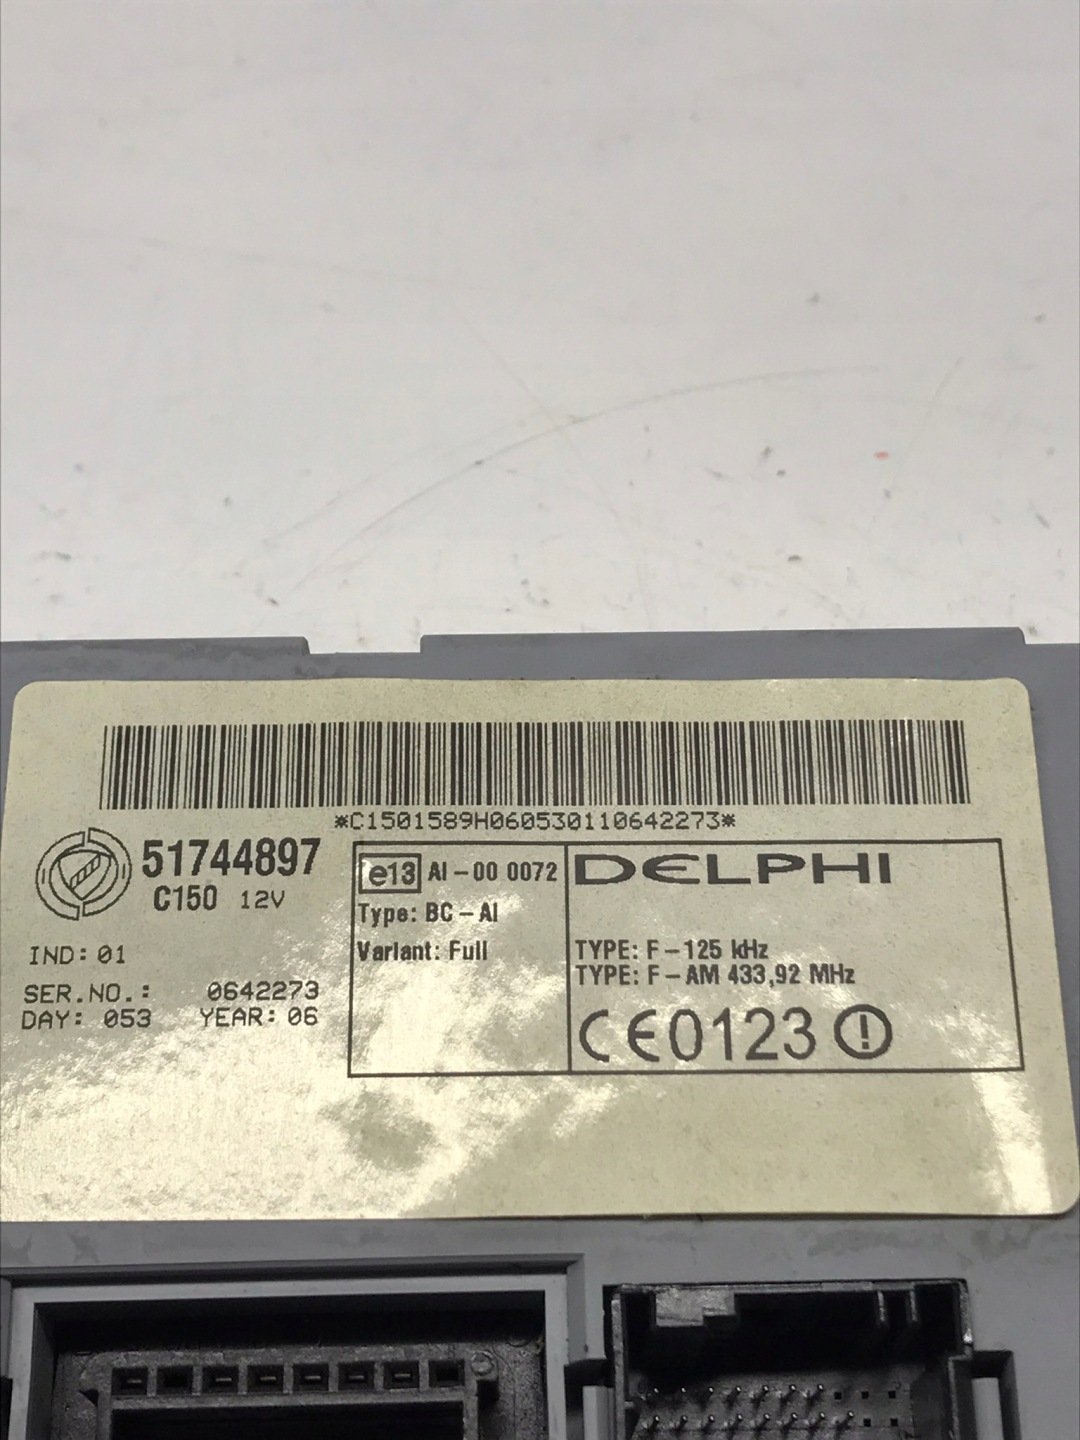 *C1501589H060530110642273*
51744897
C150 12V
IND: 01
SER.NO.: 0642273
DAY: 053 YEAR: 06
e13 AI-00 0072
Type: BC-AI
Variant: Full
DELPHI
TYPE: F-125 kHz
TYPE: F-AM 433,92 MHz
CE0123